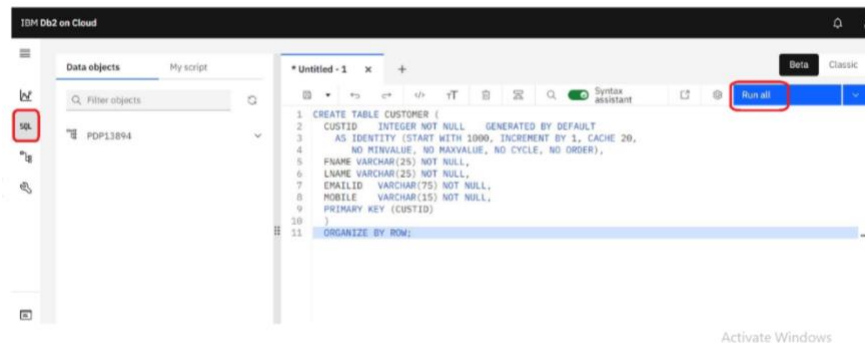 IBM Db2 on Cloud
Data objects
My script
* Untitled - 1
Beta
Classic
Filter objects
Syntax assistant
Run all
SQL
PDP13894
1 CREATE TABLE CUSTOMER (
2 CUSTID INTEGER NOT NULL GENERATED BY DEFAULT
3 AS IDENTITY (START WITH 1000, INCREMENT BY 1, CACHE 20,
4 NO MINVALUE, NO MAXVALUE, NO CYCLE, NO ORDER),
5 FNAME VARCHAR(25) NOT NULL,
6 LNAME VARCHAR(25) NOT NULL,
7 EMAILID VARCHAR(75) NOT NULL,
8 MOBILE VARCHAR(15) NOT NULL,
9 PRIMARY KEY (CUSTID)
10 )
11 ORGANIZE BY ROW;
Activate Windows